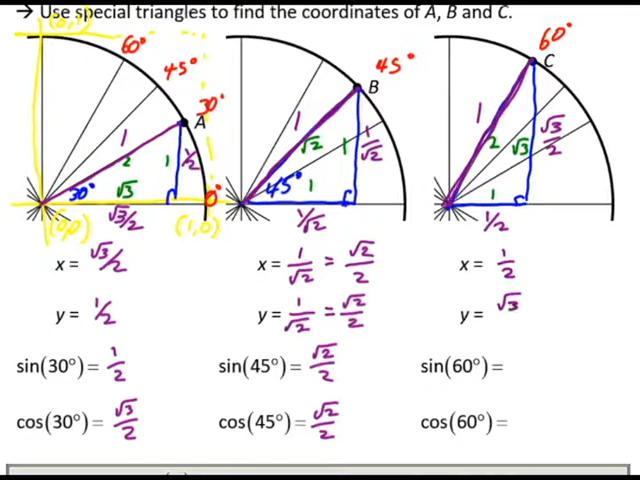 → Use special triangles to find the coordinates of A, B and C.
(0,1)
60°
45°
30°
A
1
2
1
1/2
30°
√3
0°
√3/2
(0,0)
(1,0)
45°
B
1
√2
1
1/√2
45°
1
1/√2
60°
C
1
2
√3
√3/2
1
1/2
x = √3/2
x = 1/√2 = √2/2
x = 1/2
y = 1/2
y = 1/√2 = √2/2
y = √3
sin(30°) = 1/2
sin(45°) = √2/2
sin(60°) =
cos(30°) = √3/2
cos(45°) = √2/2
cos(60°) =